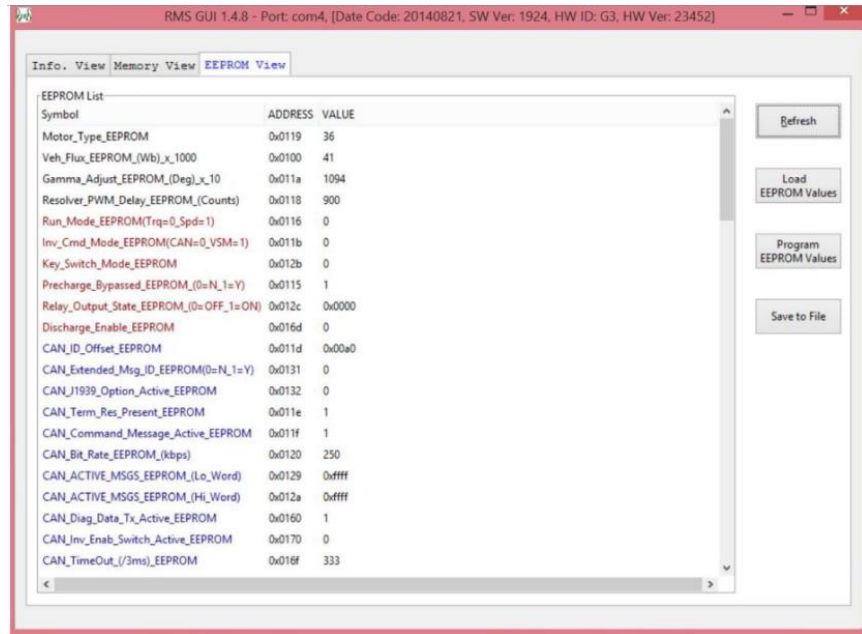 RMS GUI 1.4.8 - Port: com4, [Date Code: 20140821, SW Ver: 1924, HW ID: G3, HW Ver: 23452]
Info. View Memory View EEPROM View
EEPROM List
Symbol ADDRESS VALUE
Motor_Type_EEPROM 0x0119 36
Veh_Flux_EEPROM_(Wb)_x_1000 0x0100 41
Gamma_Adjust_EEPROM_(Deg)_x_10 0x011a 1094
Resolver_PWM_Delay_EEPROM_(Counts) 0x0118 900
Run_Mode_EEPROM(Trq=0_Spd=1) 0x0116 0
Inv_Cmd_Mode_EEPROM(CAN=0_VSM=1) 0x011b 0
Key_Switch_Mode_EEPROM 0x012b 0
Precharge_Bypassed_EEPROM_(0=N_1=Y) 0x0115 1
Relay_Output_State_EEPROM_(0=OFF_1=ON) 0x012c 0x0000
Discharge_Enable_EEPROM 0x016d 0
CAN_ID_Offset_EEPROM 0x011d 0x00a0
CAN_Extended_Msg_ID_EEPROM(0=N_1=Y) 0x0131 0
CAN_J1939_Option_Active_EEPROM 0x0132 0
CAN_Term_Res_Present_EEPROM 0x011e 1
CAN_Command_Message_Active_EEPROM 0x011f 1
CAN_Bit_Rate_EEPROM_(kbps) 0x0120 250
CAN_ACTIVE_MSGS_EEPROM_(Lo_Word) 0x0129 0xffff
CAN_ACTIVE_MSGS_EEPROM_(Hi_Word) 0x012a 0xffff
CAN_Diag_Data_Tx_Active_EEPROM 0x0160 1
CAN_Inv_Enab_Switch_Active_EEPROM 0x0170 0
CAN_TimeOut_(/3ms)_EEPROM 0x016f 333
Refresh
Load
EEPROM Values
Program
EEPROM Values
Save to File